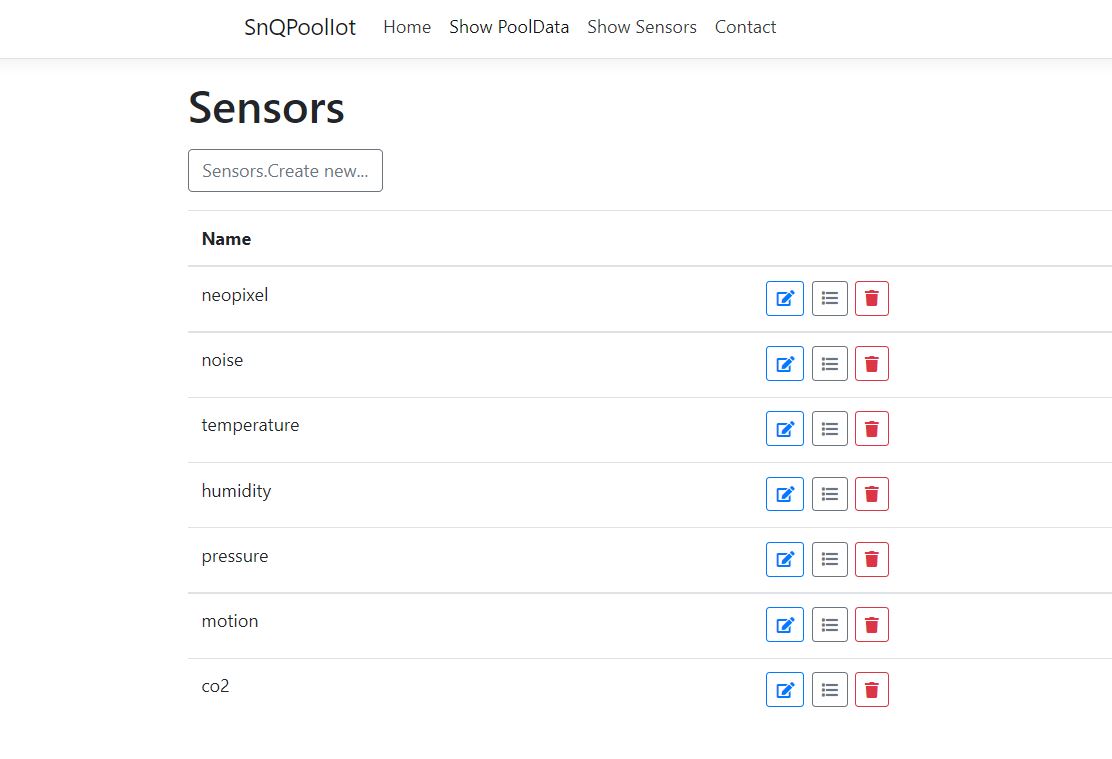 SnQPoolIot Home Show PoolData Show Sensors Contact
Sensors
Sensors.Create new...
Name
neopixel
noise
temperature
humidity
pressure
motion
co2